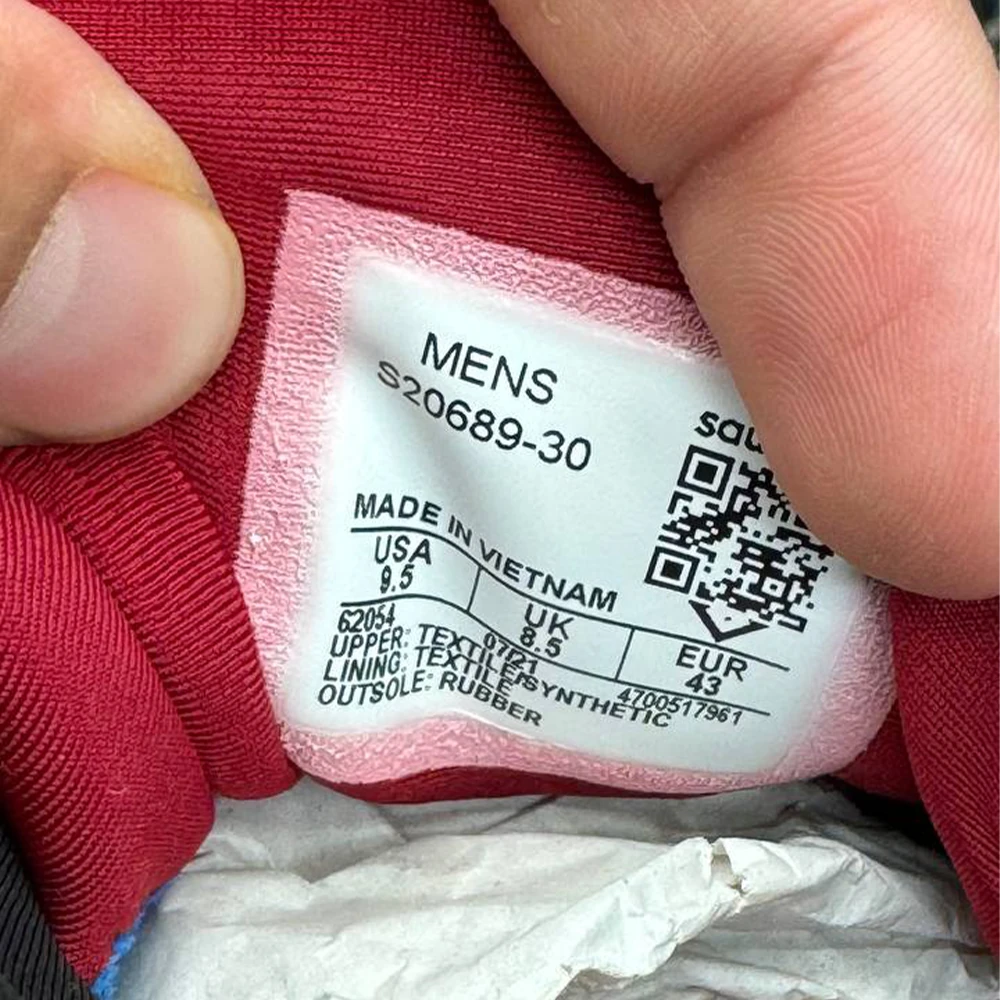 MENS
S20689-30
sau
MADE IN VIETNAM
USA UK EUR
9.5 8.5 43
62054 07/21 4700517961
UPPER: TEXTILE/SYNTHETIC
LINING: TEXTILE
OUTSOLE: RUBBER